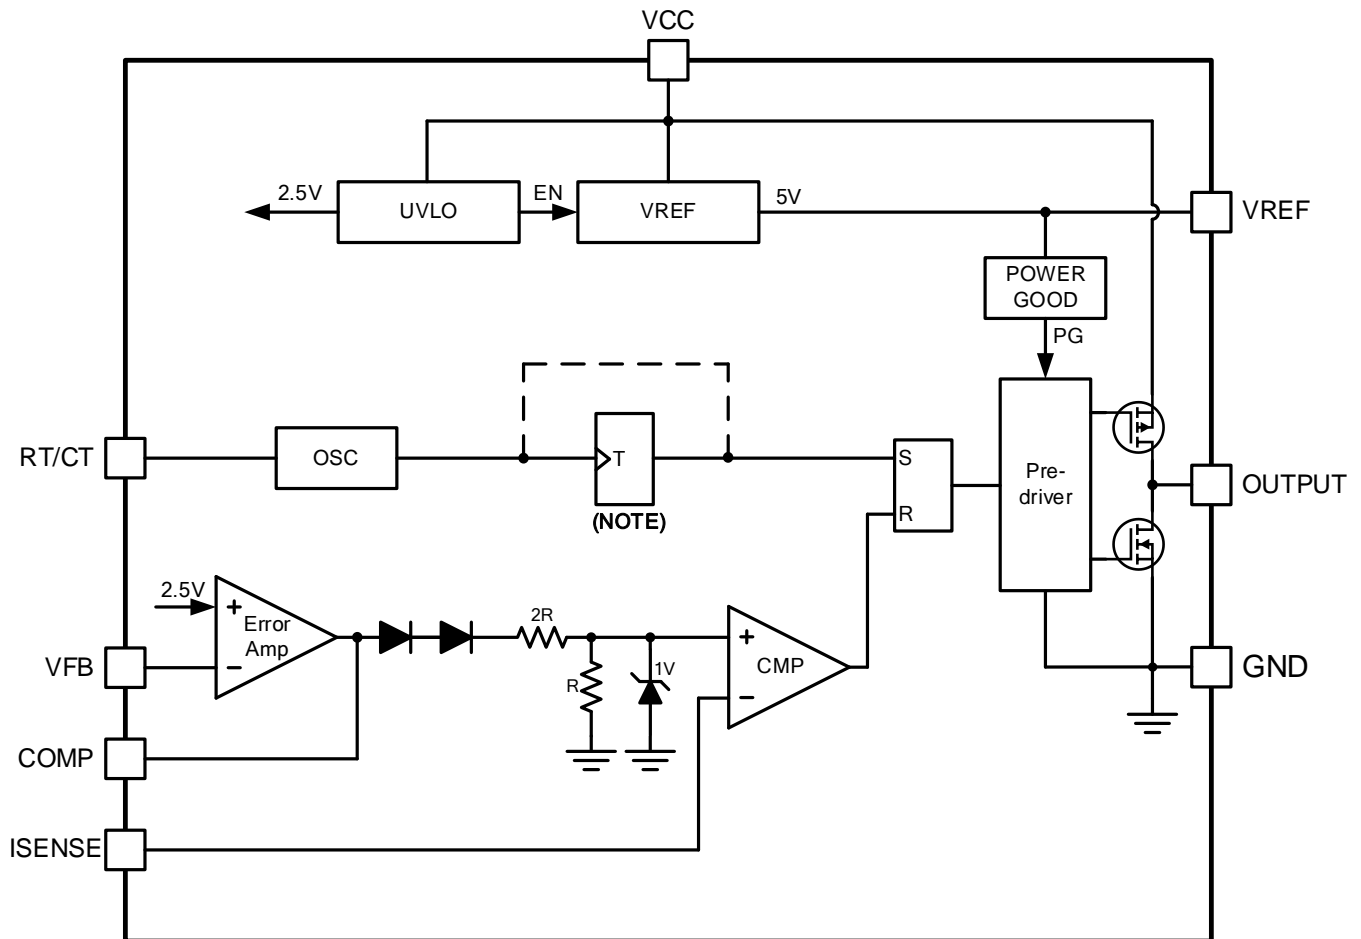 VCC
2.5V
UVLO
EN
VREF
5V
VREF
POWER
GOOD
PG
RT/CT
OSC
T
(NOTE)
S
R
Pre-
driver
OUTPUT
2.5V
+
Error
Amp
−
VFB
2R
R
1V
+
CMP
−
GND
COMP
ISENSE